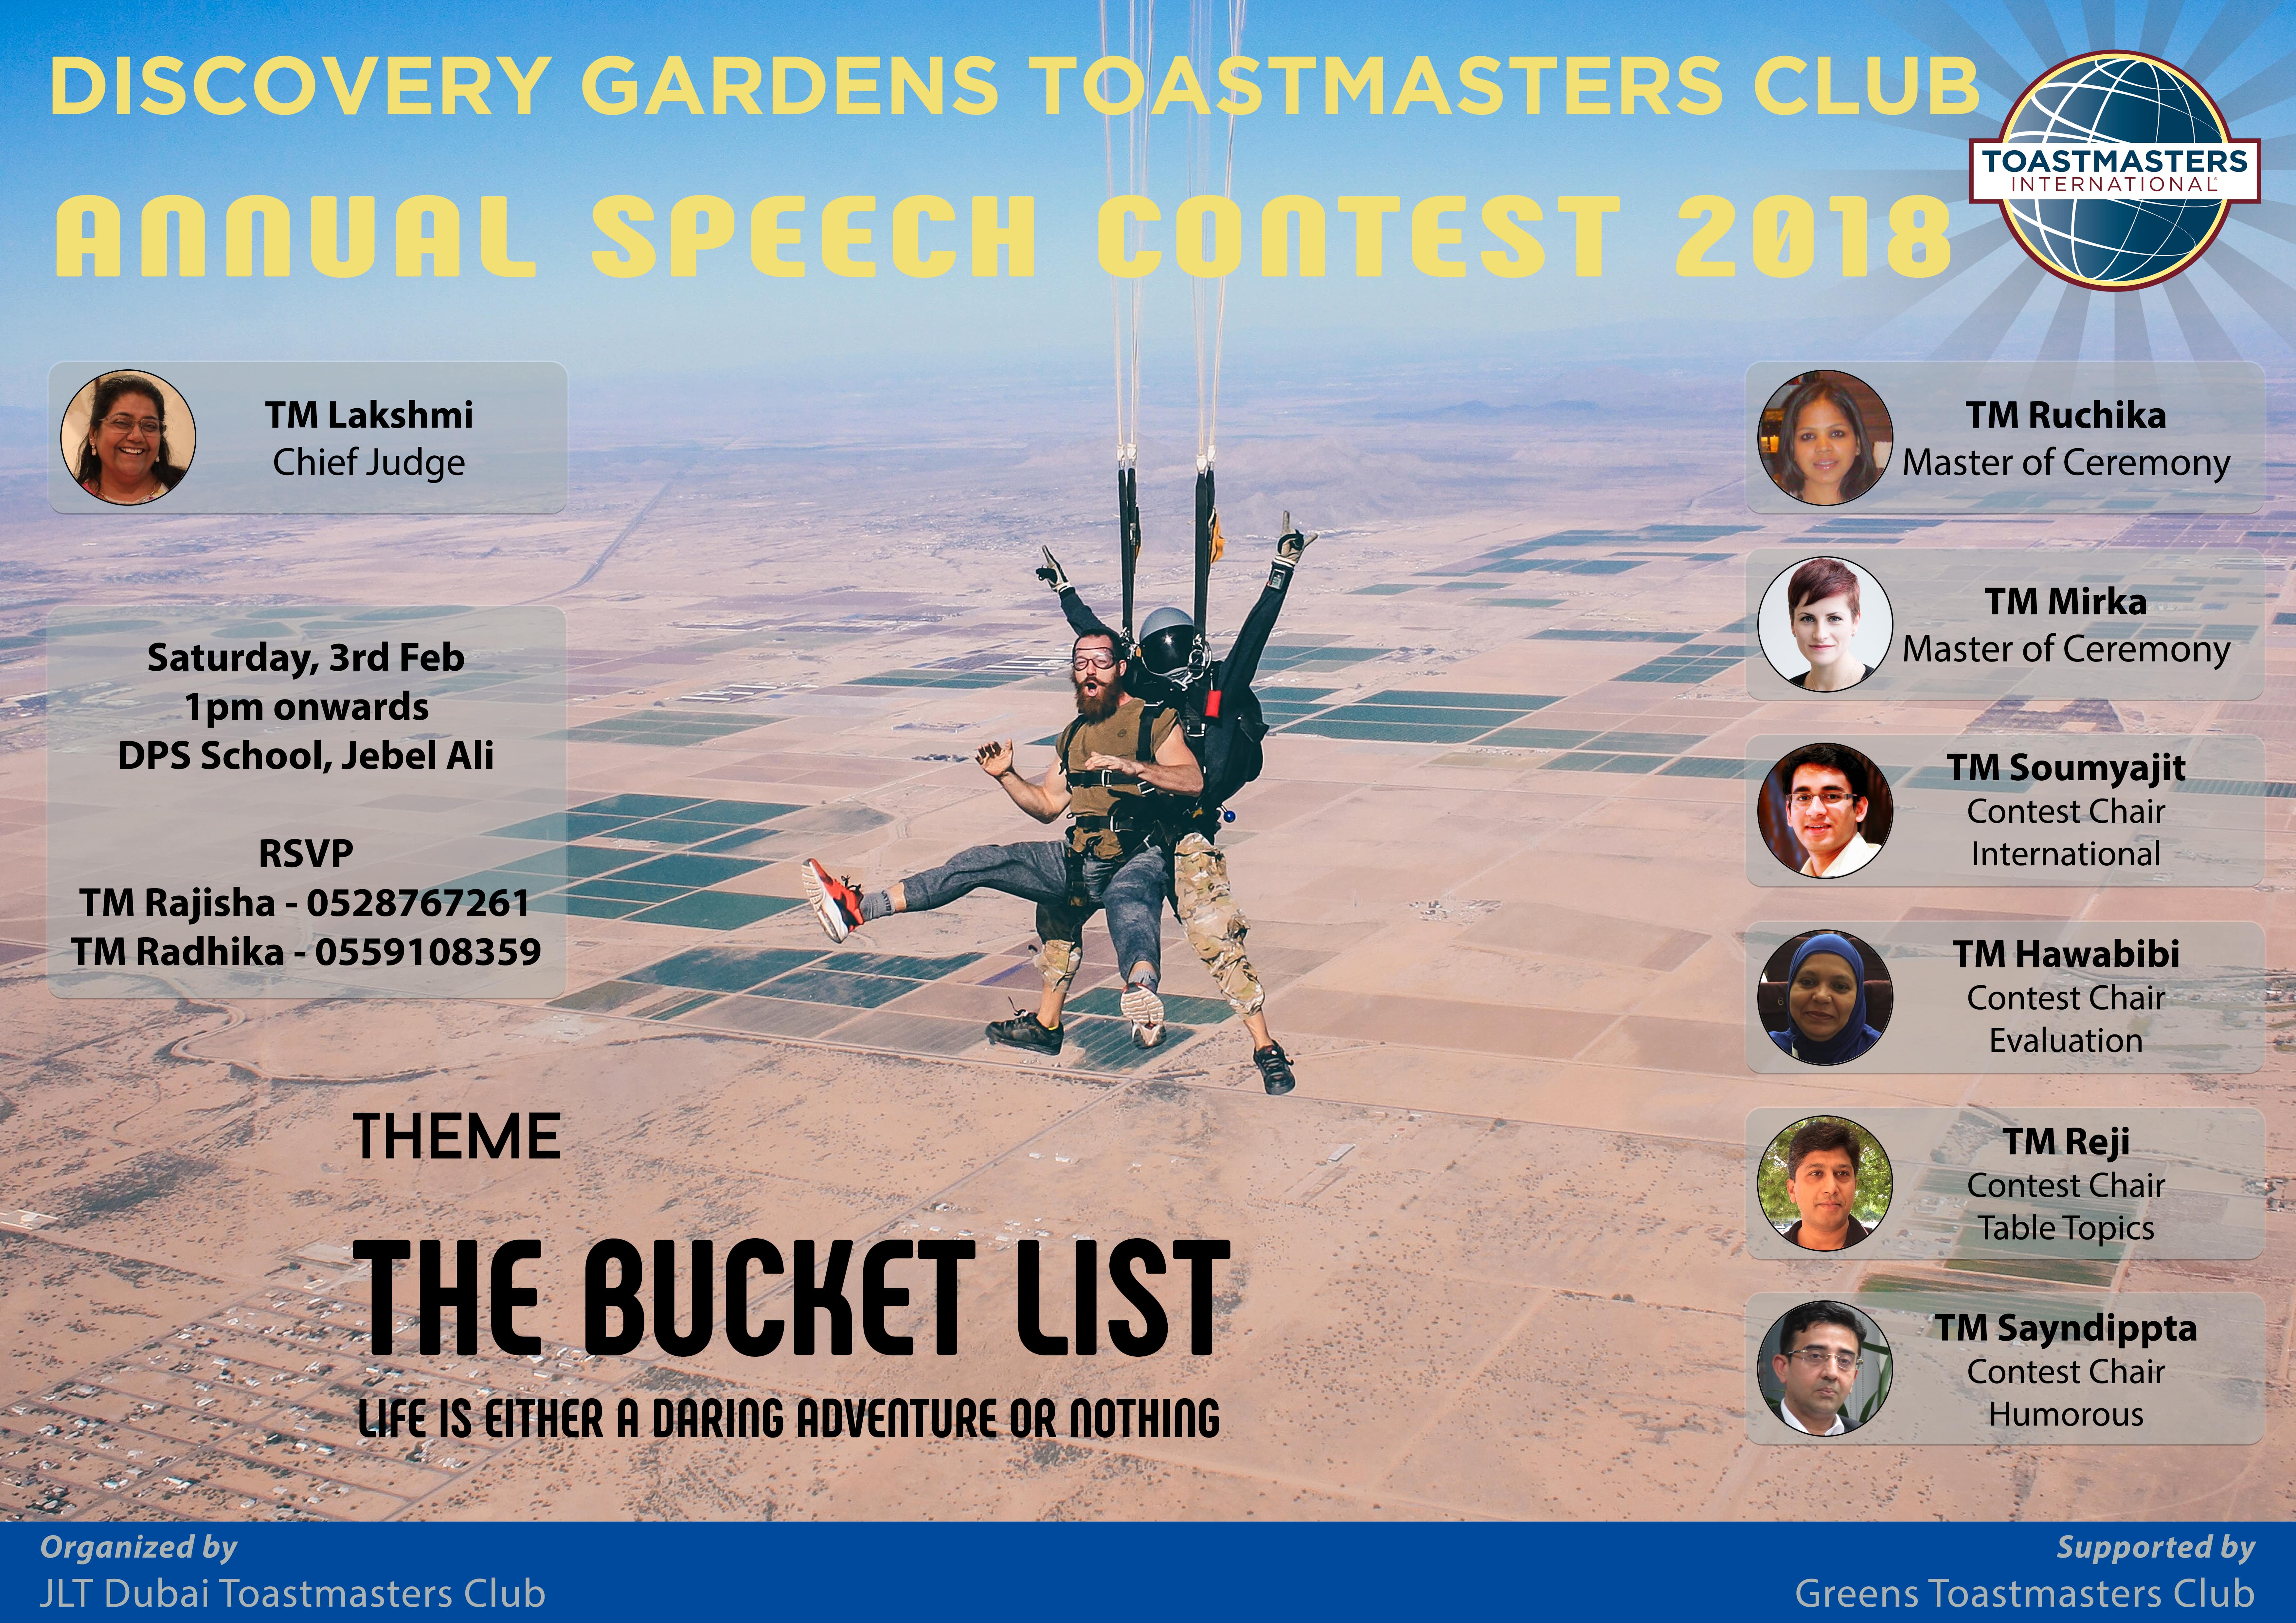 DISCOVERY GARDENS TOASTMASTERS CLUB
ANNUAL SPEECH CONTEST 2018
TOASTMASTERS
INTERNATIONAL
TM Lakshmi
Chief Judge
Saturday, 3rd Feb
1pm onwards
DPS School, Jebel Ali
RSVP
TM Rajisha - 0528767261
TM Radhika - 0559108359
TM Ruchika
Master of Ceremony
TM Mirka
Master of Ceremony
TM Soumyajit
Contest Chair
International
TM Hawabibi
Contest Chair
Evaluation
TM Reji
Contest Chair
Table Topics
TM Sayndippta
Contest Chair
Humorous
THEME
THE BUCKET LIST
LIFE IS EITHER A DARING ADVENTURE OR NOTHING
Organized by
JLT Dubai Toastmasters Club
Supported by
Greens Toastmasters Club